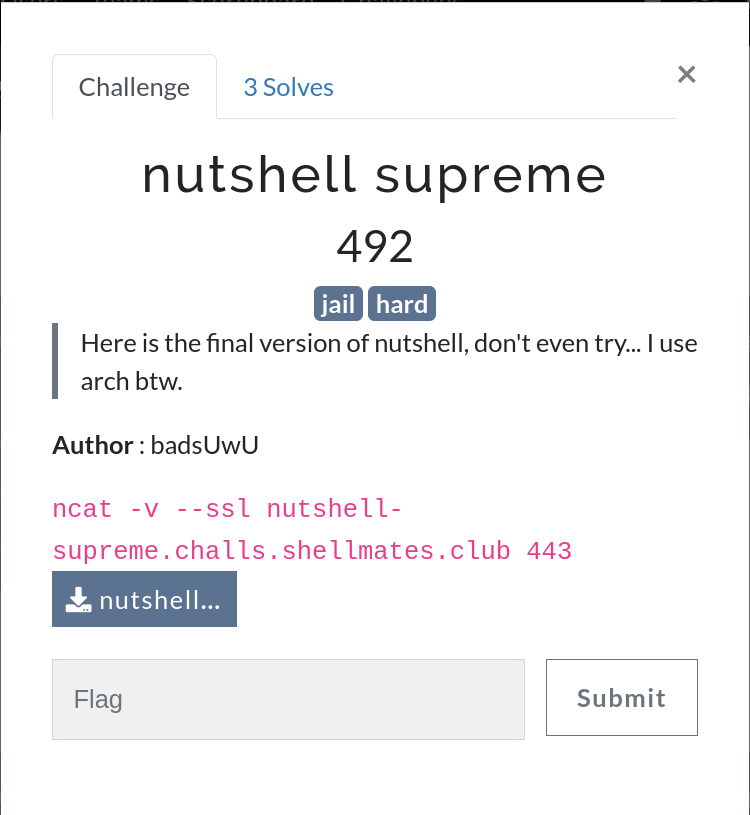 Challenge
3 Solves
×
nutshell supreme
492
jail hard
Here is the final version of nutshell, don't even try... I use
arch btw.
Author : badsUwU
ncat -v --ssl nutshell-
supreme.challs.shellmates.club 443
nutshell...
Flag
Submit